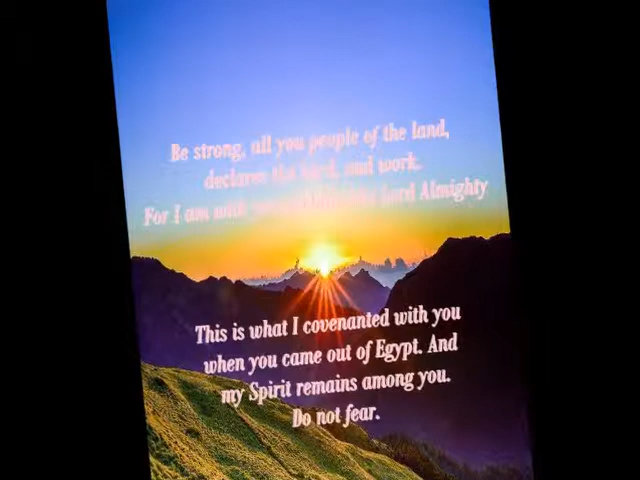 Be strong, all you people of the land,
declares the Lord, and work.
For I am with lord Almighty
This is what I covenanted with you
when you came out of Egypt. And
my Spirit remains among you.
Do not fear.